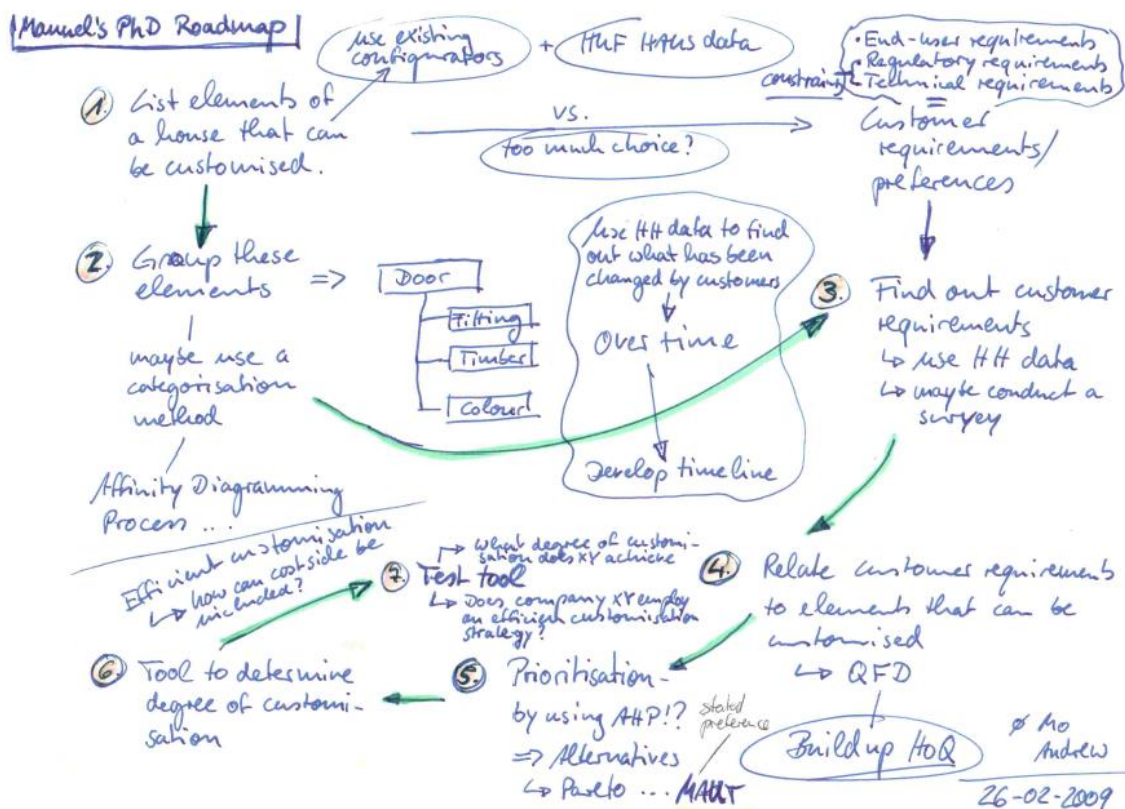 Manuel's PhD Roadmap
use existing
configurators
+
HUF HAUS data
• End-user requirements
• Regulatory requirements
• Technical requirements
constraints
=
Customer
requirements/
preferences
1. List elements of
a house that can
be customised.
vs.
too much choice?
2. Group these
elements
=>
Door
Fitting
Timber
Colour
maybe use a
categorisation
method
Affinity Diagramming
Process ...
Use HH data to find
out what has been
changed by customers
Over time
Develop timeline
3. Find out customer
requirements
↳ use HH data
↳ maybe conduct a
survey
4. Relate customer requirements
to elements that can be
customised
↳ QFD
Build up HoQ
5. Prioritisation -
by using AHP!?
=> Alternatives
↳ Pareto ... MAUT
stated
preference
6. Tool to determine
degree of customi-
sation
Efficient customisation
↳ how can cost side be
included?
7. Test tool
↱ What degree of customi-
sation does XY achieve
↳ Does company XY employ
an efficient customisation
strategy?
Mo
Andrew
26-02-2009